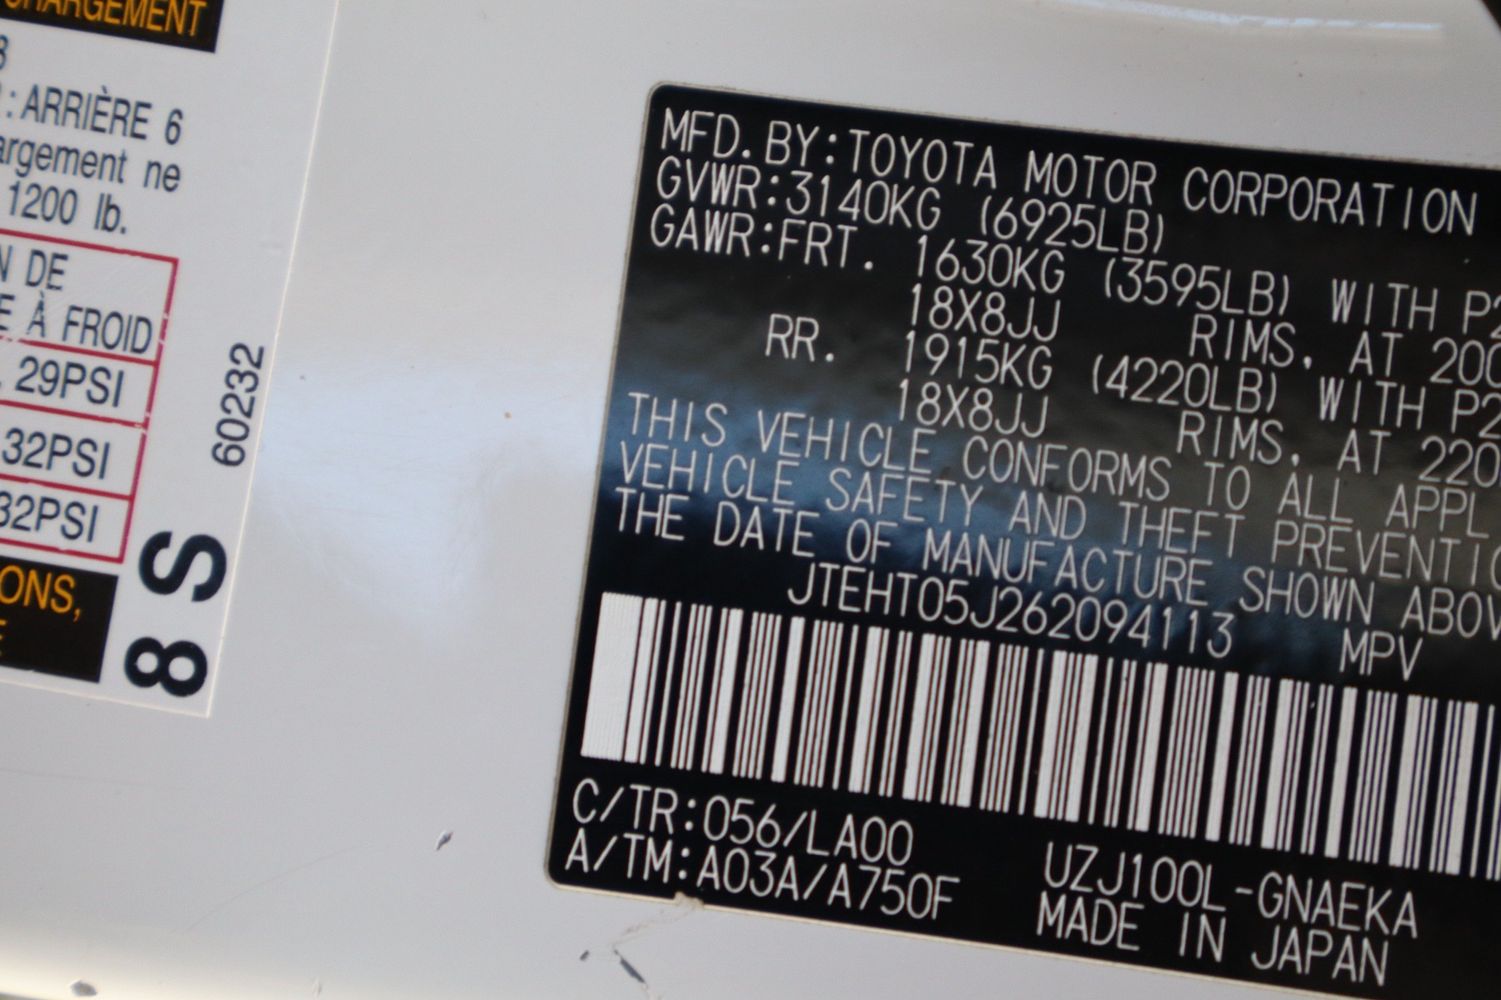 CHARGEMENT
: ARRIÈRE 6
ne
1200 lb.
DE
À FROID
29PSI
32PSI
32PSI
60232
8 S
MFD. BY: TOYOTA MOTOR CORPORATION
GVWR: 3140KG (6925LB)
GAWR: FRT. 1630KG (3595LB) WITH
18X8JJ RIMS, AT
RR. 1915KG (4220LB) WITH
18X8JJ RIMS, AT
THIS VEHICLE CONFORMS TO ALL
VEHICLE SAFETY AND THEFT
THE DATE OF MANUFACTURE SHOWN
JTEHT05J262094113 MPV
C/TR: 056/LA00 UZJ100L-GNAEKA
A/TM: A03A/A750F MADE IN JAPAN